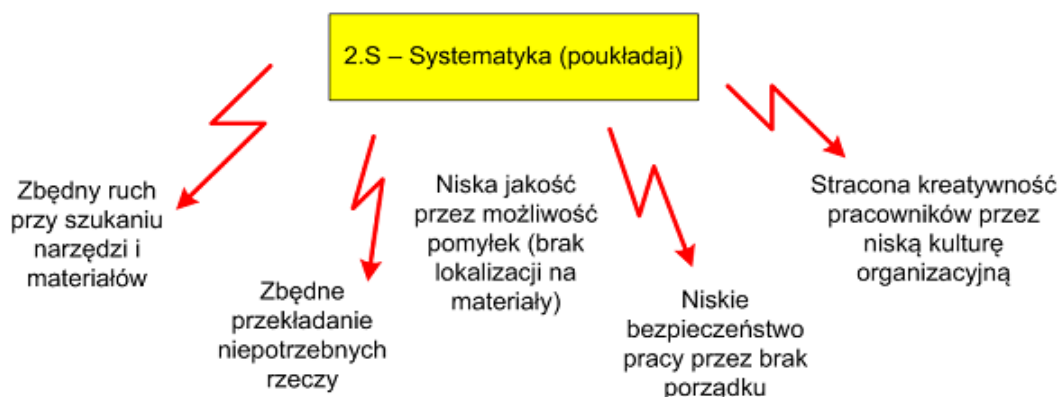 2.S – Systematyka (poukładaj)
Zbędny ruch
przy szukaniu
narzędzi i
materiałów
Zbędne
przekładanie
niepotrzebnych
rzeczy
Niska jakość
przez możliwość
pomyłek (brak
lokalizacji na
materiały)
Niskie
bezpieczeństwo
pracy przez brak
porządku
Stracona kreatywność
pracowników przez
niską kulturę
organizacyjną